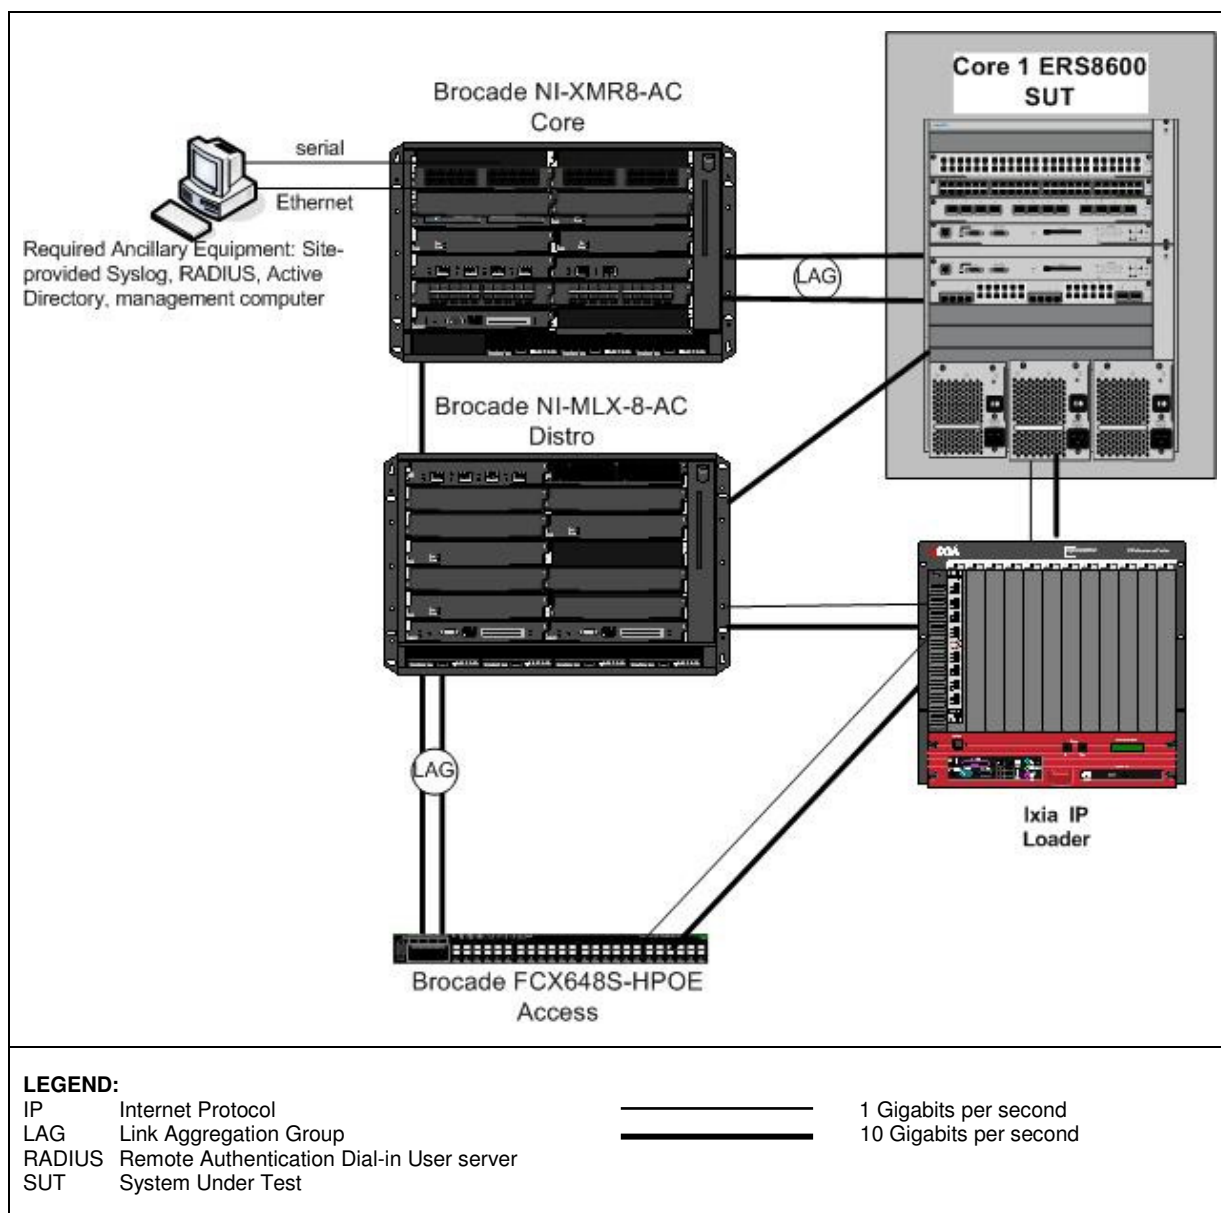 Core 1 ERS8600
SUT
Brocade NI-XMR8-AC
Core
serial
Ethernet
Required Ancillary Equipment: Site-
provided Syslog, RADIUS, Active
Directory, management computer
LAG
Brocade NI-MLX-8-AC
Distro
IXIA
LAG
Ixia IP
Loader
Brocade FCX648S-HPOE
Access
LEGEND:
IP Internet Protocol
LAG Link Aggregation Group
RADIUS Remote Authentication Dial-in User server
SUT System Under Test
1 Gigabits per second
10 Gigabits per second